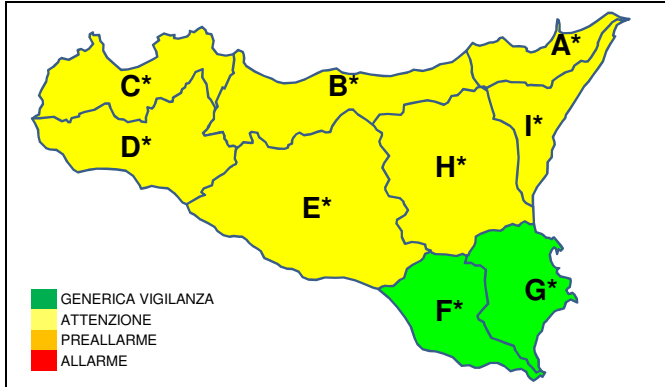 A*
C*
B*
I*
D*
H*
E*
G*
F*
GENERICA VIGILANZA
ATTENZIONE
PREALLARME
ALLARME